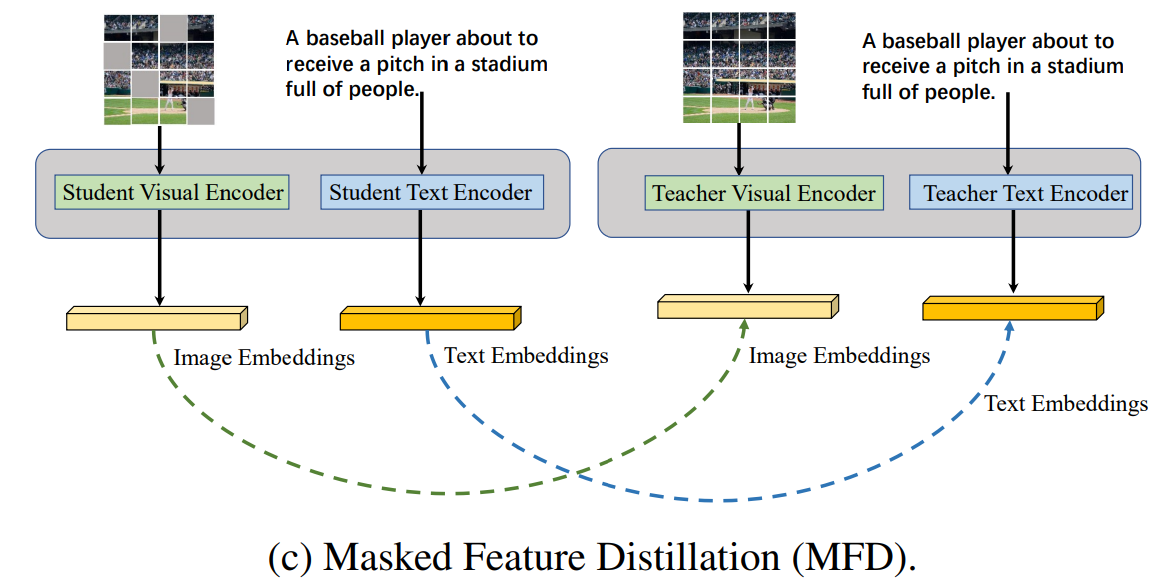 A baseball player about to
receive a pitch in a stadium
full of people.
A baseball player about to
receive a pitch in a stadium
full of people.
Student Visual Encoder
Student Text Encoder
Teacher Visual Encoder
Teacher Text Encoder
Image Embeddings
Text Embeddings
Image Embeddings
Text Embeddings
(c) Masked Feature Distillation (MFD).